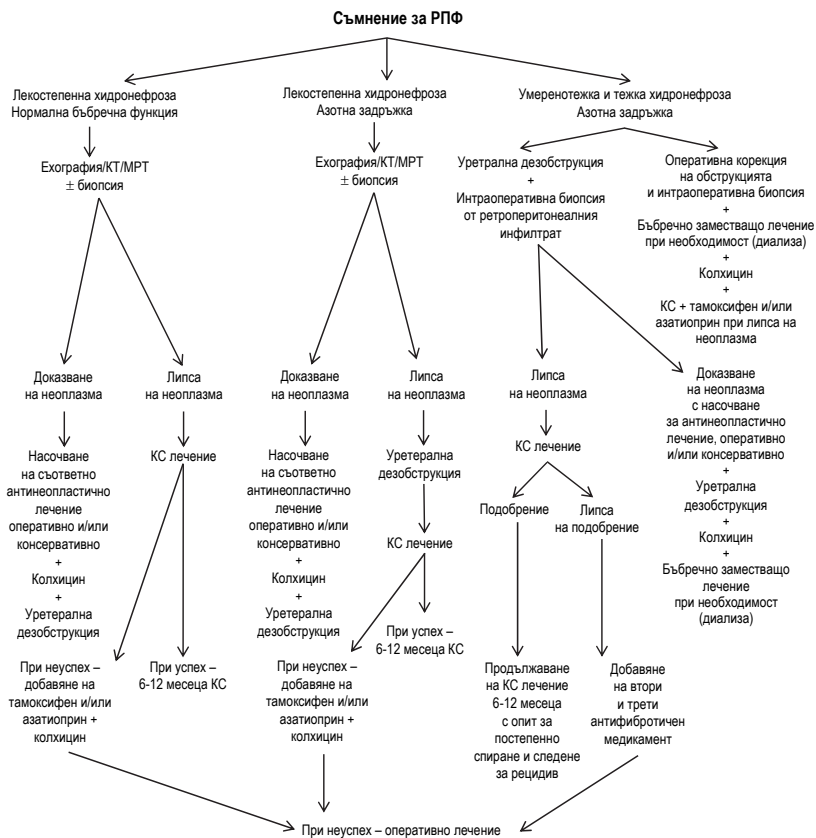 Съмнение за РПФ
Лекостепенна хидронефроза
Нормална бъбречна функция
Лекостепенна хидронефроза
Азотна задръжка
Умеренотежка и тежка хидронефроза
Азотна задръжка
Ехография/КТ/МРТ
± биопсия
Ехография/КТ/МРТ
± биопсия
Уретрална дезобструкция
+
Интраоперативна биопсия
от ретроперитонеалния
инфилтрат
Оперативна корекция
на обструкцията
и интраоперативна биопсия
+
Бъбречно заместващо лечение
при необходимост (диализа)
+
Колхицин
+
КС + тамоксифен и/или
азатиоприн при липса на
неоплазма
Доказване
на неоплазма
Липса
на неоплазма
Доказване
на неоплазма
Липса
на неоплазма
Липса
на неоплазма
Доказване
на неоплазма
с насочване
за антинеопластично
лечение, оперативно
и/или консервативно
+
Уретрална
дезобструкция
+
Колхицин
+
Бъбречно заместващо
лечение
при необходимост
(диализа)
Насочване
на съответно
антинеопластично
лечение
оперативно и/или
консервативно
+
Колхицин
+
Уретерална
дезобструкция
КС лечение
Насочване
на съответно
антинеопластично
лечение
оперативно и/или
консервативно
+
Колхицин
+
Уретерална
дезобструкция
Уретерална
дезобструкция
КС лечение
КС лечение
Подобрение
Липса
на подобрение
При неуспех –
добавяне на
тамоксифен и/или
азатиоприн +
колхицин
При успех –
6-12 месеца КС
При неуспех –
добавяне на
тамоксифен и/или
азатиоприн +
колхицин
При успех –
6-12 месеца КС
Продължаване
на КС лечение
6-12 месеца
с опит за
постепенно
спиране и следене
за рецидив
Добавяне
на втори
и трети
антифибротичен
медикамент
При неуспех – оперативно лечение